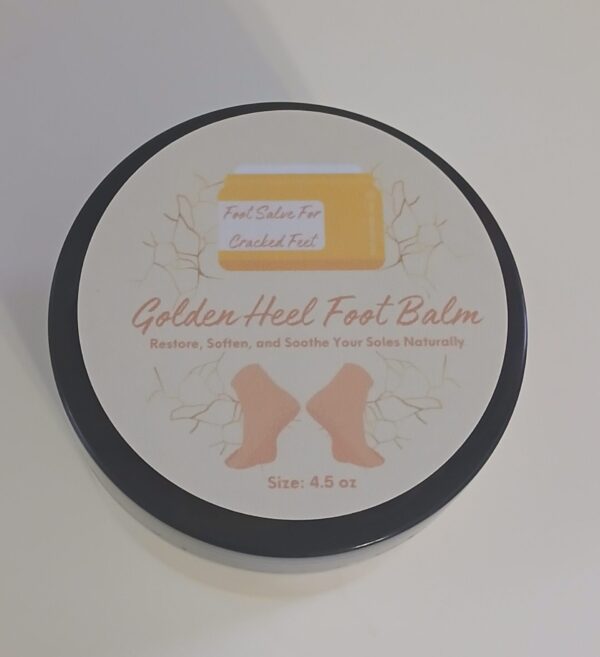 Foot Salve For
Cracked Feet
Golden Heel Foot Balm
Restore, Soften, and Soothe Your Soles Naturally
Size: 4.5 oz